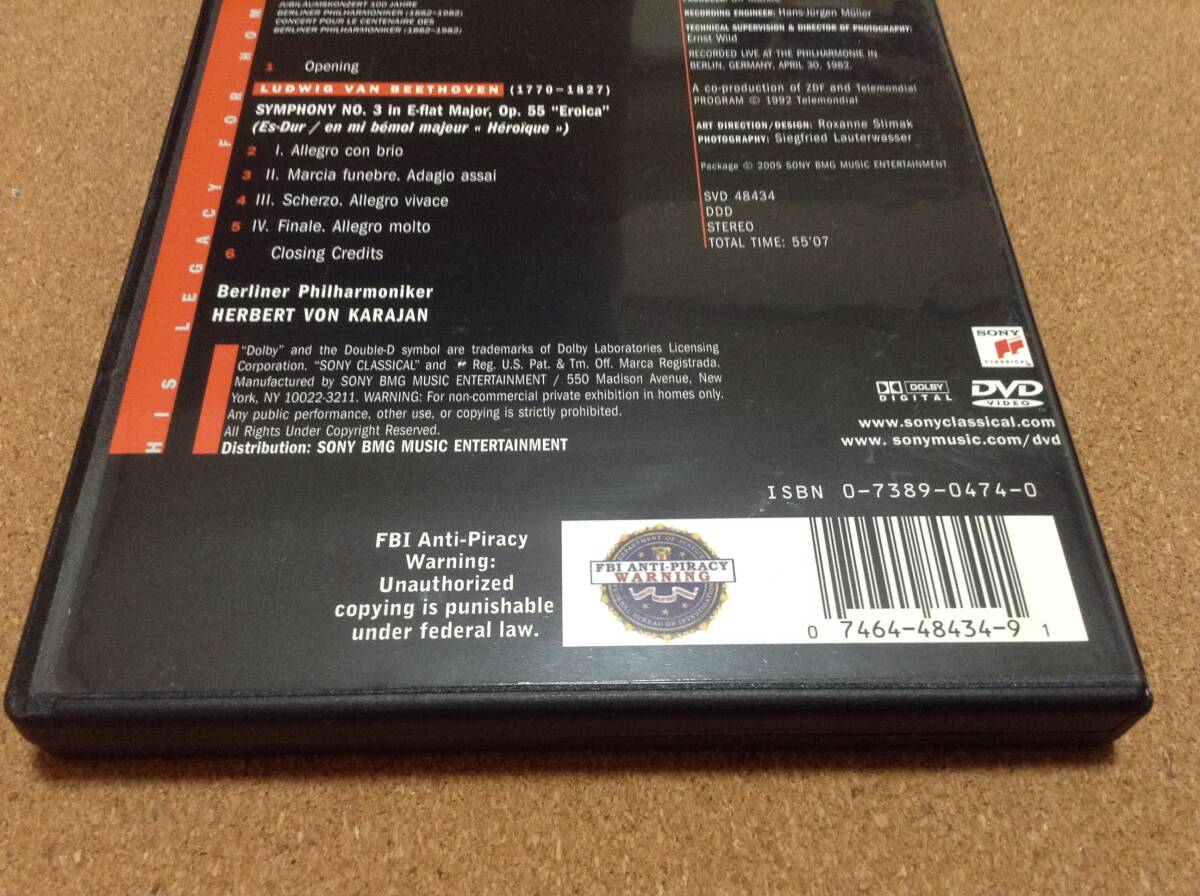 JUBILÄUMSKONZERT 100 JAHRE
BERLINER PHILHARMONIKER (1882–1982)
CONCERT POUR LE CENTENAIRE DES
BERLINER PHILHARMONIKER (1882–1982)
1 Opening
LUDWIG VAN BEETHOVEN (1770–1827)
SYMPHONY NO. 3 in E-flat Major, Op. 55 "Eroica"
(Es-Dur / en mi bémol majeur « Héroïque »)
2 I. Allegro con brio
3 II. Marcia funebre. Adagio assai
4 III. Scherzo. Allegro vivace
5 IV. Finale. Allegro molto
6 Closing Credits
Berliner Philharmoniker
HERBERT VON KARAJAN
HIS LEGACY FOR HOM
RECORDING ENGINEER: Hans-Jürgen Müller
TECHNICAL SUPERVISION & DIRECTOR OF PHOTOGRAPHY:
Ernst Wild
RECORDED LIVE AT THE PHILHARMONIE IN
BERLIN, GERMANY, APRIL 30, 1982.
A co-production of ZDF and Telemondial
PROGRAM © 1992 Telemondial
ART DIRECTION/DESIGN: Roxanne Slimak
PHOTOGRAPHY: Siegfried Lauterwasser
Package © 2005 SONY BMG MUSIC ENTERTAINMENT
SVD 48434
DDD
STEREO
TOTAL TIME: 55'07
"Dolby" and the Double-D symbol are trademarks of Dolby Laboratories Licensing
Corporation. "SONY CLASSICAL" and Reg. U.S. Pat. & Tm. Off. Marca Registrada.
Manufactured by SONY BMG MUSIC ENTERTAINMENT / 550 Madison Avenue, New
York, NY 10022-3211. WARNING: For non-commercial private exhibition in homes only.
Any public performance, other use, or copying is strictly prohibited.
All Rights Under Copyright Reserved.
Distribution: SONY BMG MUSIC ENTERTAINMENT
SONY
CLASSICAL
DOLBY
DIGITAL
DVD
VIDEO
www.sonyclassical.com
www. sonymusic.com/dvd
ISBN 0-7389-0474-0
FBI Anti-Piracy
Warning:
Unauthorized
copying is punishable
under federal law.
DEPARTMENT OF JUSTICE
FBI ANTI-PIRACY
WARNING
FEDERAL BUREAU OF INVESTIGATION
0 7464-48434-9 1